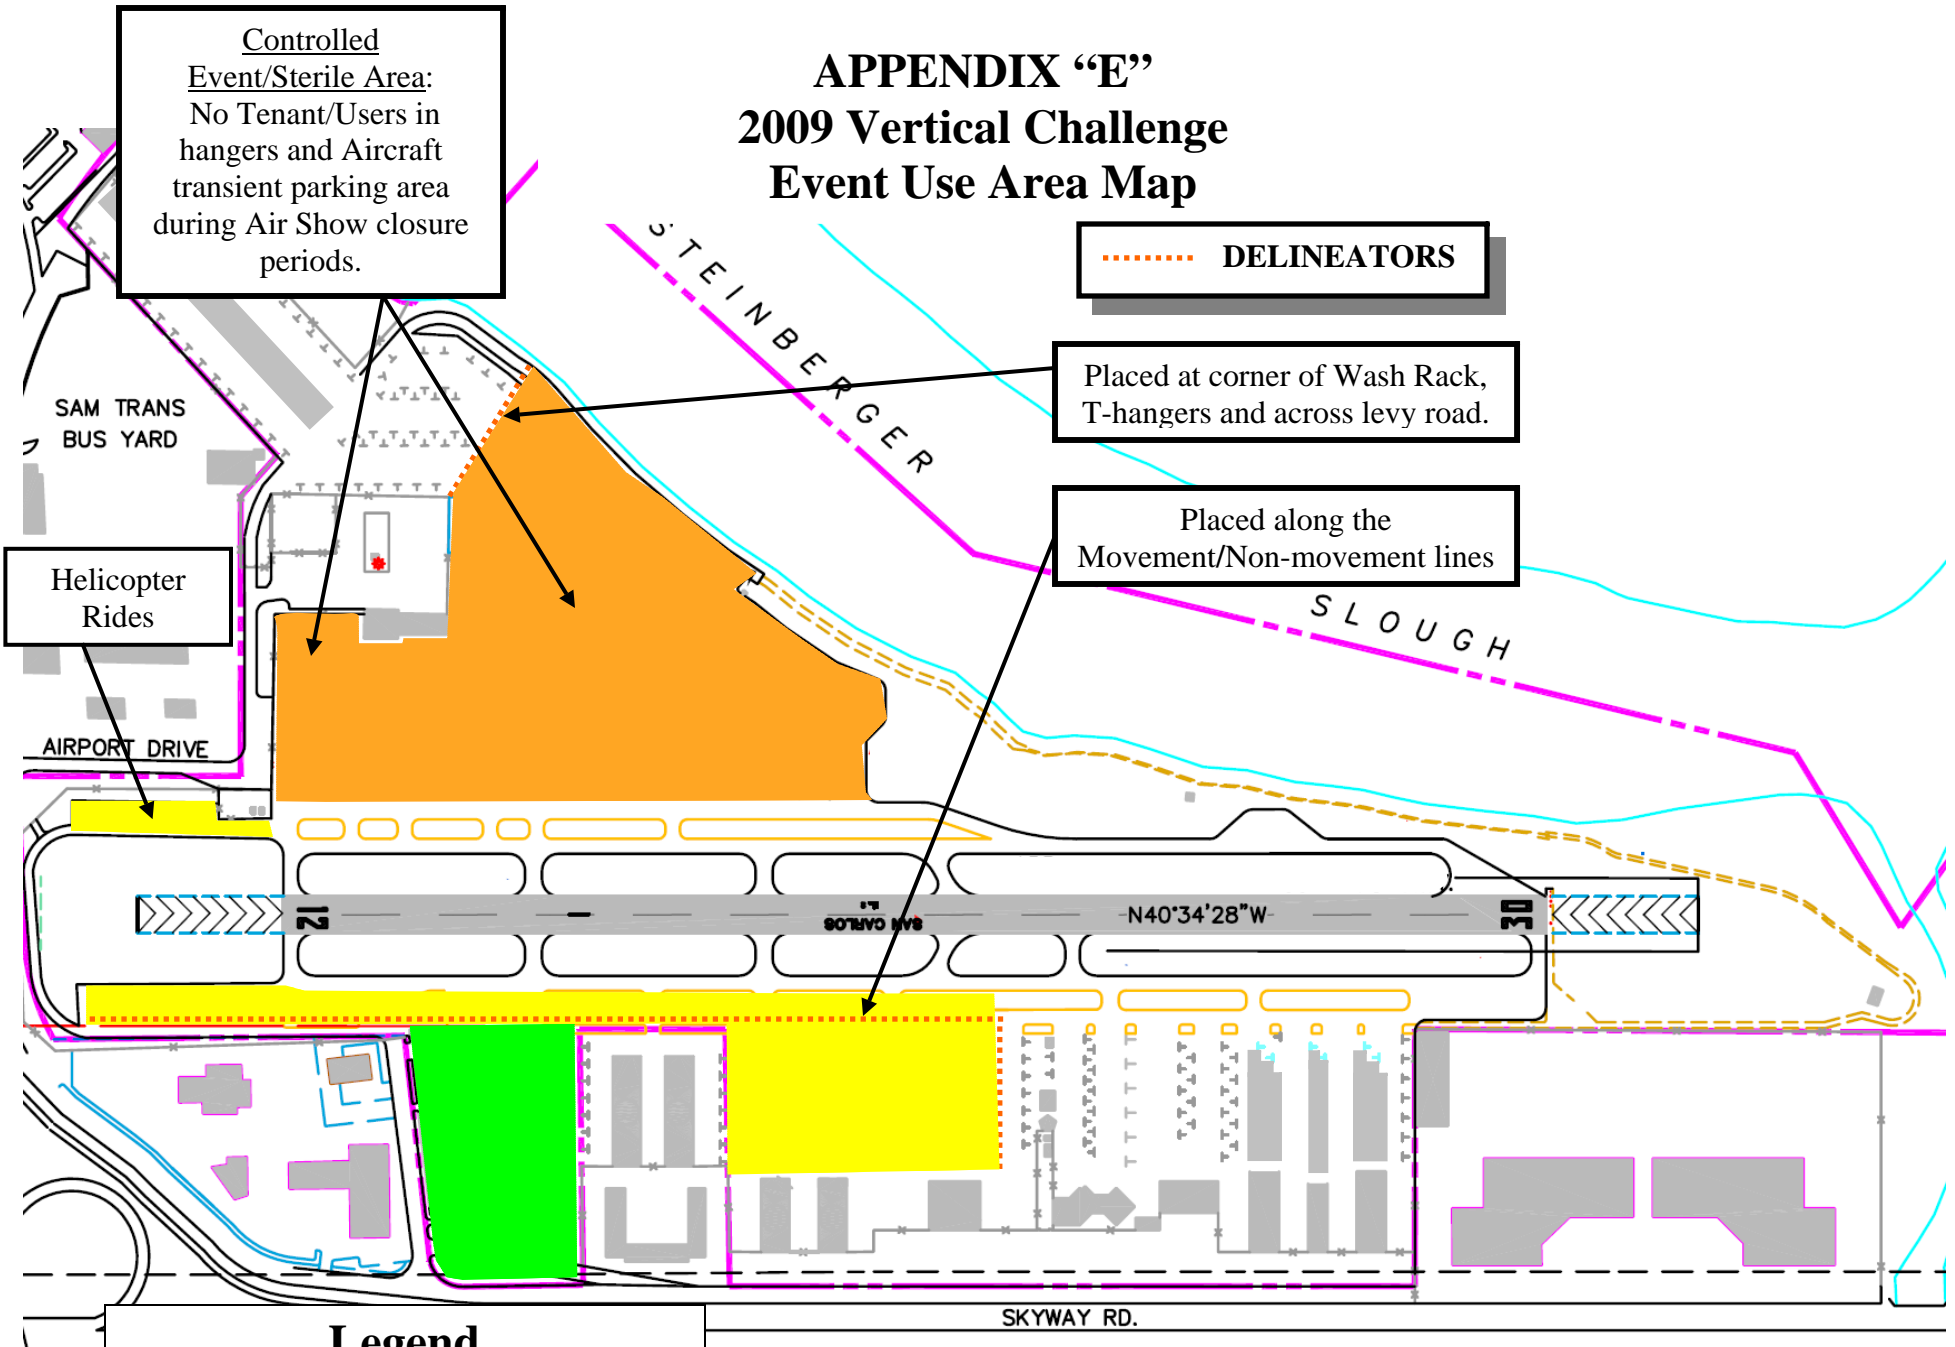 Controlled
Event/Sterile Area:
No Tenant/Users in
hangers and Aircraft
transient parking area
during Air Show closure
periods.
APPENDIX “E”
2009 Vertical Challenge
Event Use Area Map
DELINEATORS
STEINBERGER
Placed at corner of Wash Rack,
T-hangers and across levy road.
SAM TRANS
BUS YARD
Placed along the
Movement/Non-movement lines
Helicopter
Rides
SLOUGH
AIRPORT DRIVE
12
SAN CARLOS
N40°34'28"W
30
SKYWAY RD.
Legend